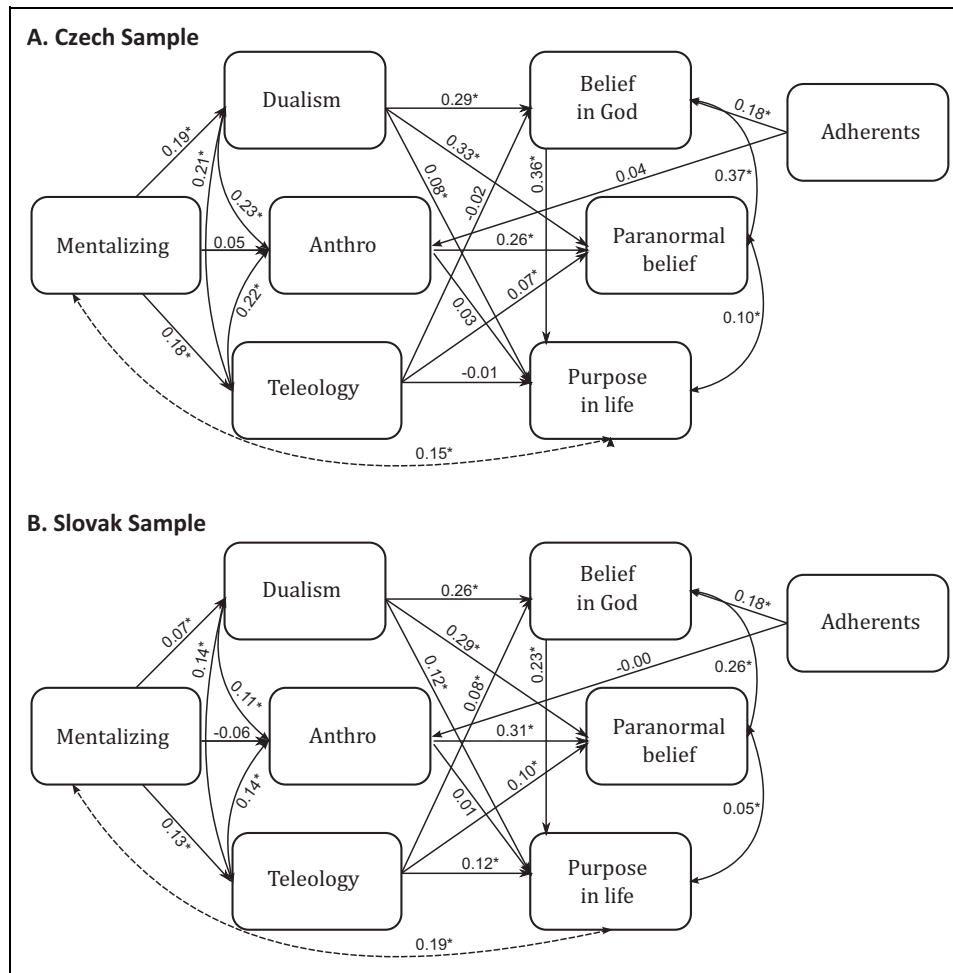 A. Czech Sample
Dualism
Belief
in God
Adherents
Mentalizing
Anthro
Paranormal
belief
Teleology
Purpose
in life
0.19*
0.21*
0.23*
0.05
0.22*
0.18*
0.29*
0.33*
0.08*
-0.02
0.36*
0.04
0.18*
0.37*
0.26*
0.07*
0.03
-0.01
0.10*
0.15*
B. Slovak Sample
Dualism
Belief
in God
Adherents
Mentalizing
Anthro
Paranormal
belief
Teleology
Purpose
in life
0.07*
0.14*
0.11*
-0.06
0.14*
0.13*
0.26*
0.29*
0.12*
0.08*
0.23*
-0.00
0.18*
0.26*
0.31*
0.10*
0.01
0.12*
0.05*
0.19*